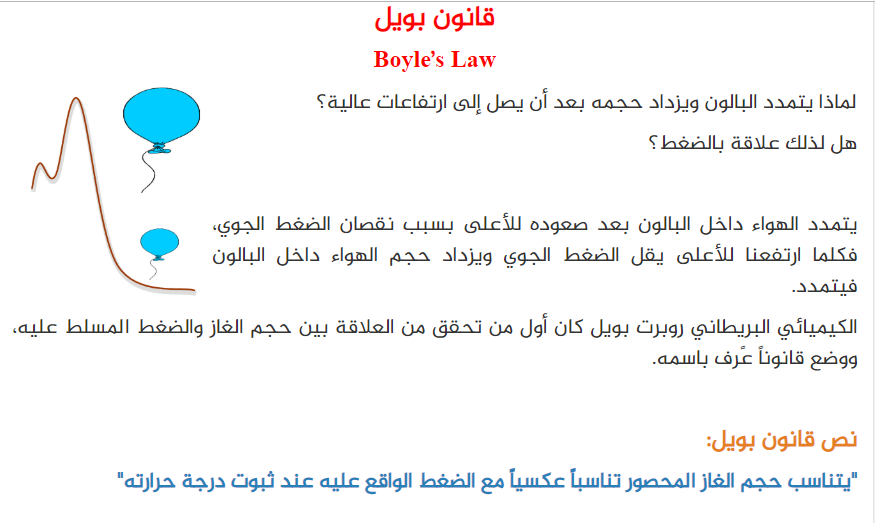 قانون بويل
Boyle's Law
لماذا يتمدد البالون ويزداد حجمه بعد أن يصل إلى ارتفاعات عالية؟
هل لذلك علاقة بالضغط؟
يتمدد الهواء داخل البالون بعد صعوده للأعلى بسبب نقصان الضغط الجوي،
فكلما ارتفعنا للأعلى يقل الضغط الجوي ويزداد حجم الهواء داخل البالون
فيتمدد.
الكيميائي البريطاني روبرت بويل كان أول من تحقق من العلاقة بين حجم الغاز والضغط المسلط عليه،
ووضع قانوناً عًرف باسمه.
نص قانون بويل:
"يتناسب حجم الغاز المحصور تناسباً عكسياً مع الضغط الواقع عليه عند ثبوت درجة حرارته"